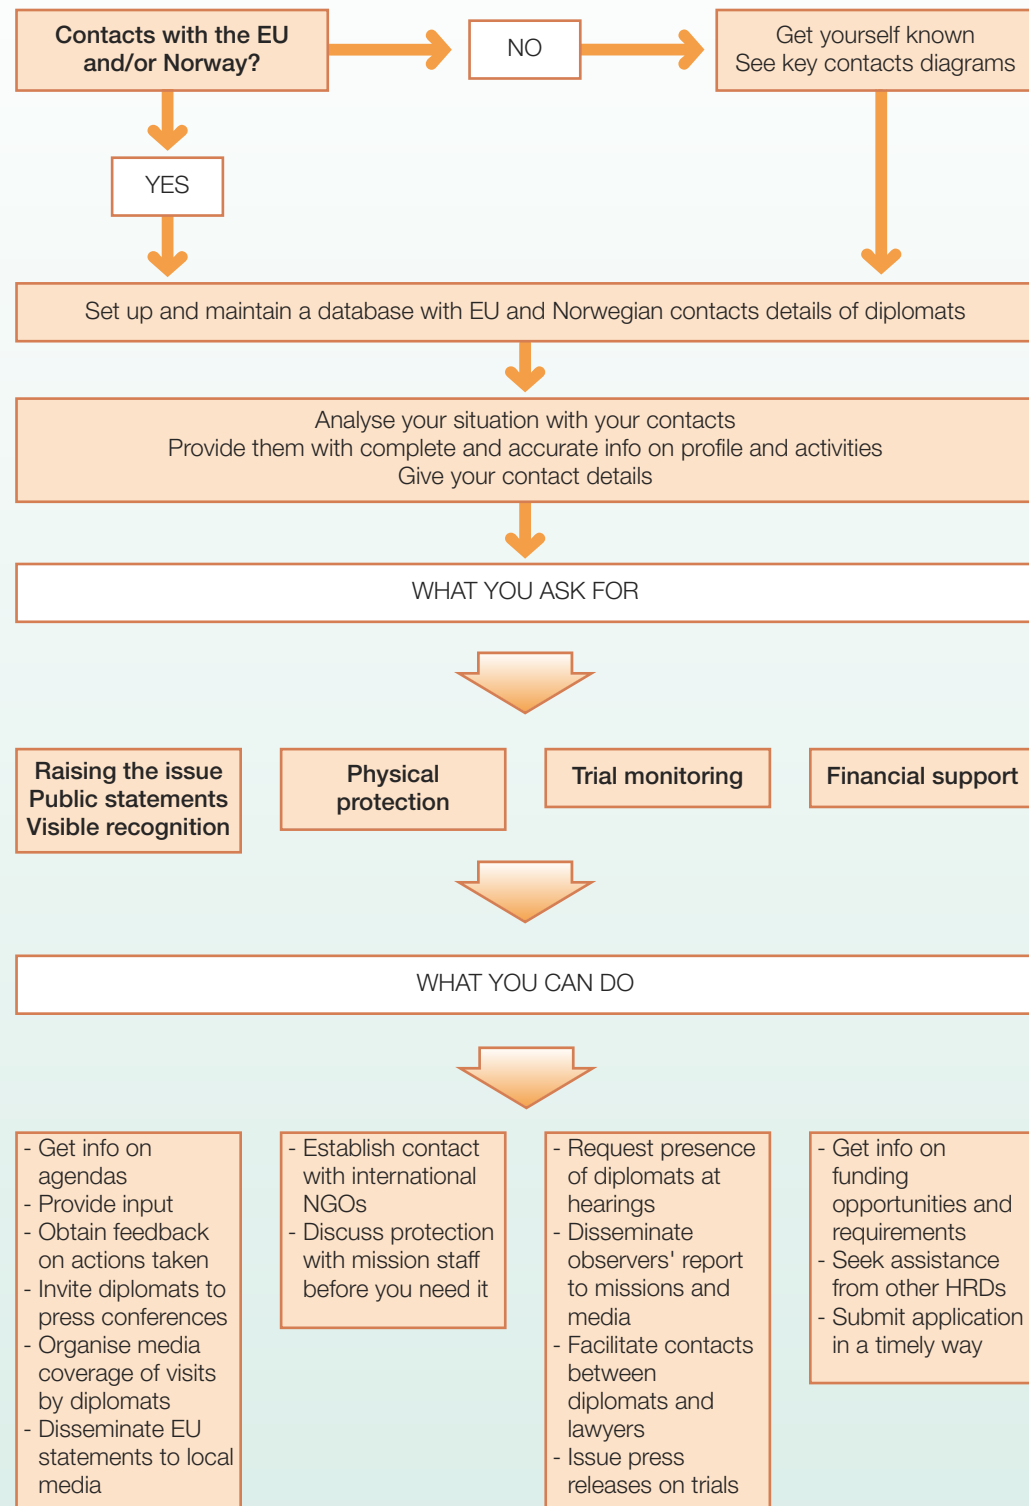 Contacts with the EU
and/or Norway?
NO
Get yourself known
See key contacts diagrams
YES
Set up and maintain a database with EU and Norwegian contacts details of diplomats
Analyse your situation with your contacts
Provide them with complete and accurate info on profile and activities
Give your contact details
WHAT YOU ASK FOR
Raising the issue
Public statements
Visible recognition
Physical
protection
Trial monitoring
Financial support
WHAT YOU CAN DO
- Get info on
agendas
- Provide input
- Obtain feedback
on actions taken
- Invite diplomats to
press conferences
- Organise media
coverage of visits
by diplomats
- Disseminate EU
statements to local
media
- Establish contact
with international
NGOs
- Discuss protection
with mission staff
before you need it
- Request presence
of diplomats at
hearings
- Disseminate
observers' report
to missions and
media
- Facilitate contacts
between
diplomats and
lawyers
- Issue press
releases on trials
- Get info on
funding
opportunities and
requirements
- Seek assistance
from other HRDs
- Submit application
in a timely way